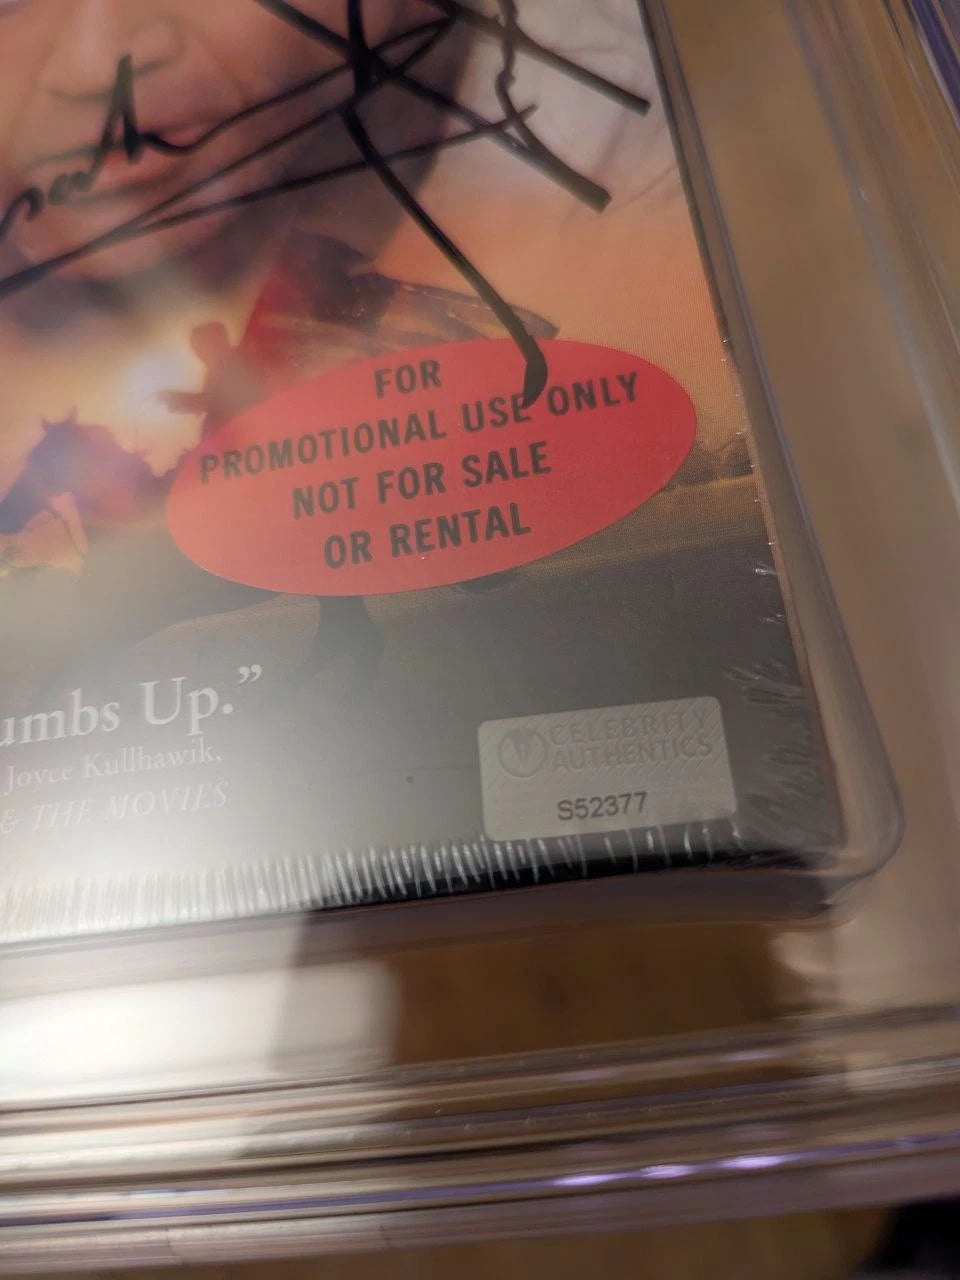 FOR
PROMOTIONAL USE ONLY
NOT FOR SALE
OR RENTAL
umbs Up.”
Joyce Kullhawik,
& THE MOVIES
CELEBRITY
AUTHENTICS
S52377